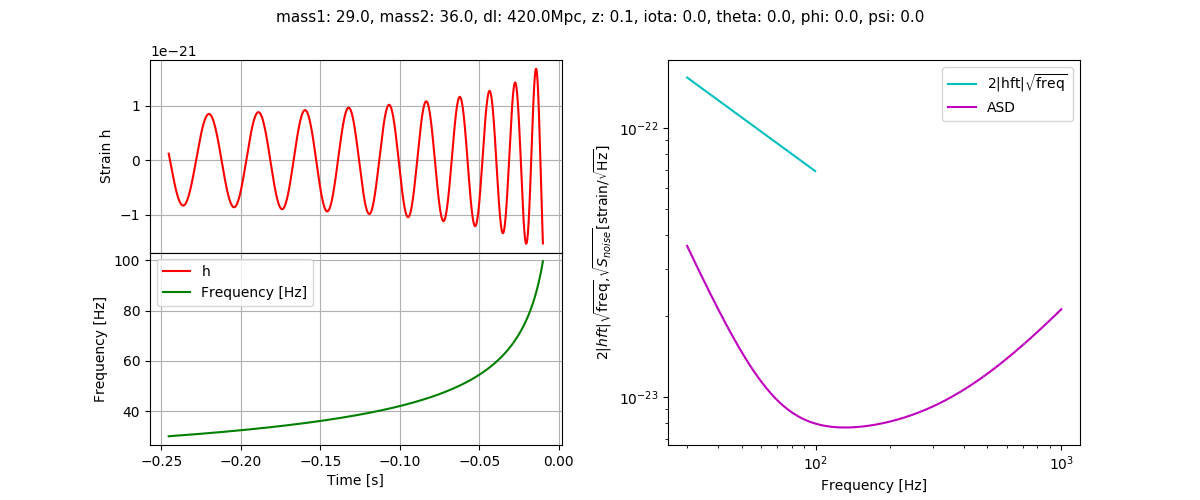 mass1: 29.0, mass2: 36.0, dl: 420.0Mpc, z: 0.1, iota: 0.0, theta: 0.0, phi: 0.0, psi: 0.0
1e−21
Strain h
1
0
−1
h
Frequency [Hz]
Frequency [Hz]
100
80
60
40
−0.25
−0.20
−0.15
−0.10
−0.05
0.00
Time [s]
2|hft|√freq
ASD
2|hft|√freq, √S_noise [strain/√Hz]
10⁻²²
10⁻²³
10²
10³
Frequency [Hz]